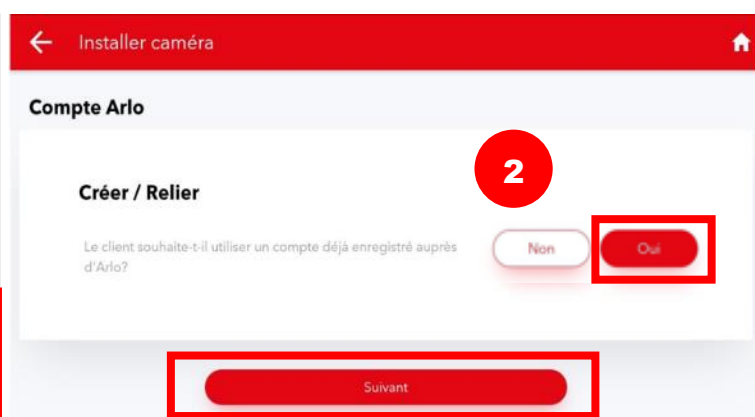 Installer caméra
Compte Arlo
2
Créer / Relier
Le client souhaite-t-il utiliser un compte déjà enregistré auprès
d'Arlo?
Non
Oui
Suivant